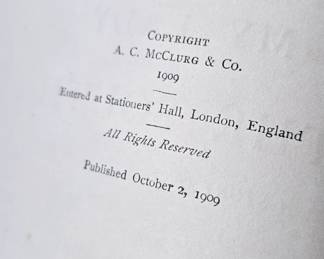 COPYRIGHT
A. C. MCCLURG & CO.
1909
Entered at Stationers' Hall, London, England
All Rights Reserved
Published October 2, 1909